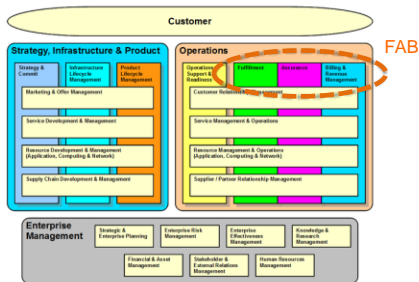 Customer
Strategy, Infrastructure & Product
Operations
FAB
Strategy &
Commit
Infrastructure
Lifecycle
Management
Product
Lifecycle
Management
Operations
Support &
Readiness
Fulfillment
Assurance
Billing &
Revenue
Management
Marketing & Offer Management
Customer Relationship Management
Service Development & Management
Service Management & Operations
Resource Development & Management
(Application, Computing & Network)
Resource Management & Operations
(Application, Computing & Network)
Supply Chain Development & Management
Supplier / Partner Relationship Management
Enterprise
Management
Strategic &
Enterprise Planning
Enterprise Risk
Management
Enterprise
Effectiveness
Management
Knowledge &
Research
Management
Financial & Asset
Management
Stakeholder &
External Relations
Management
Human Resources
Management